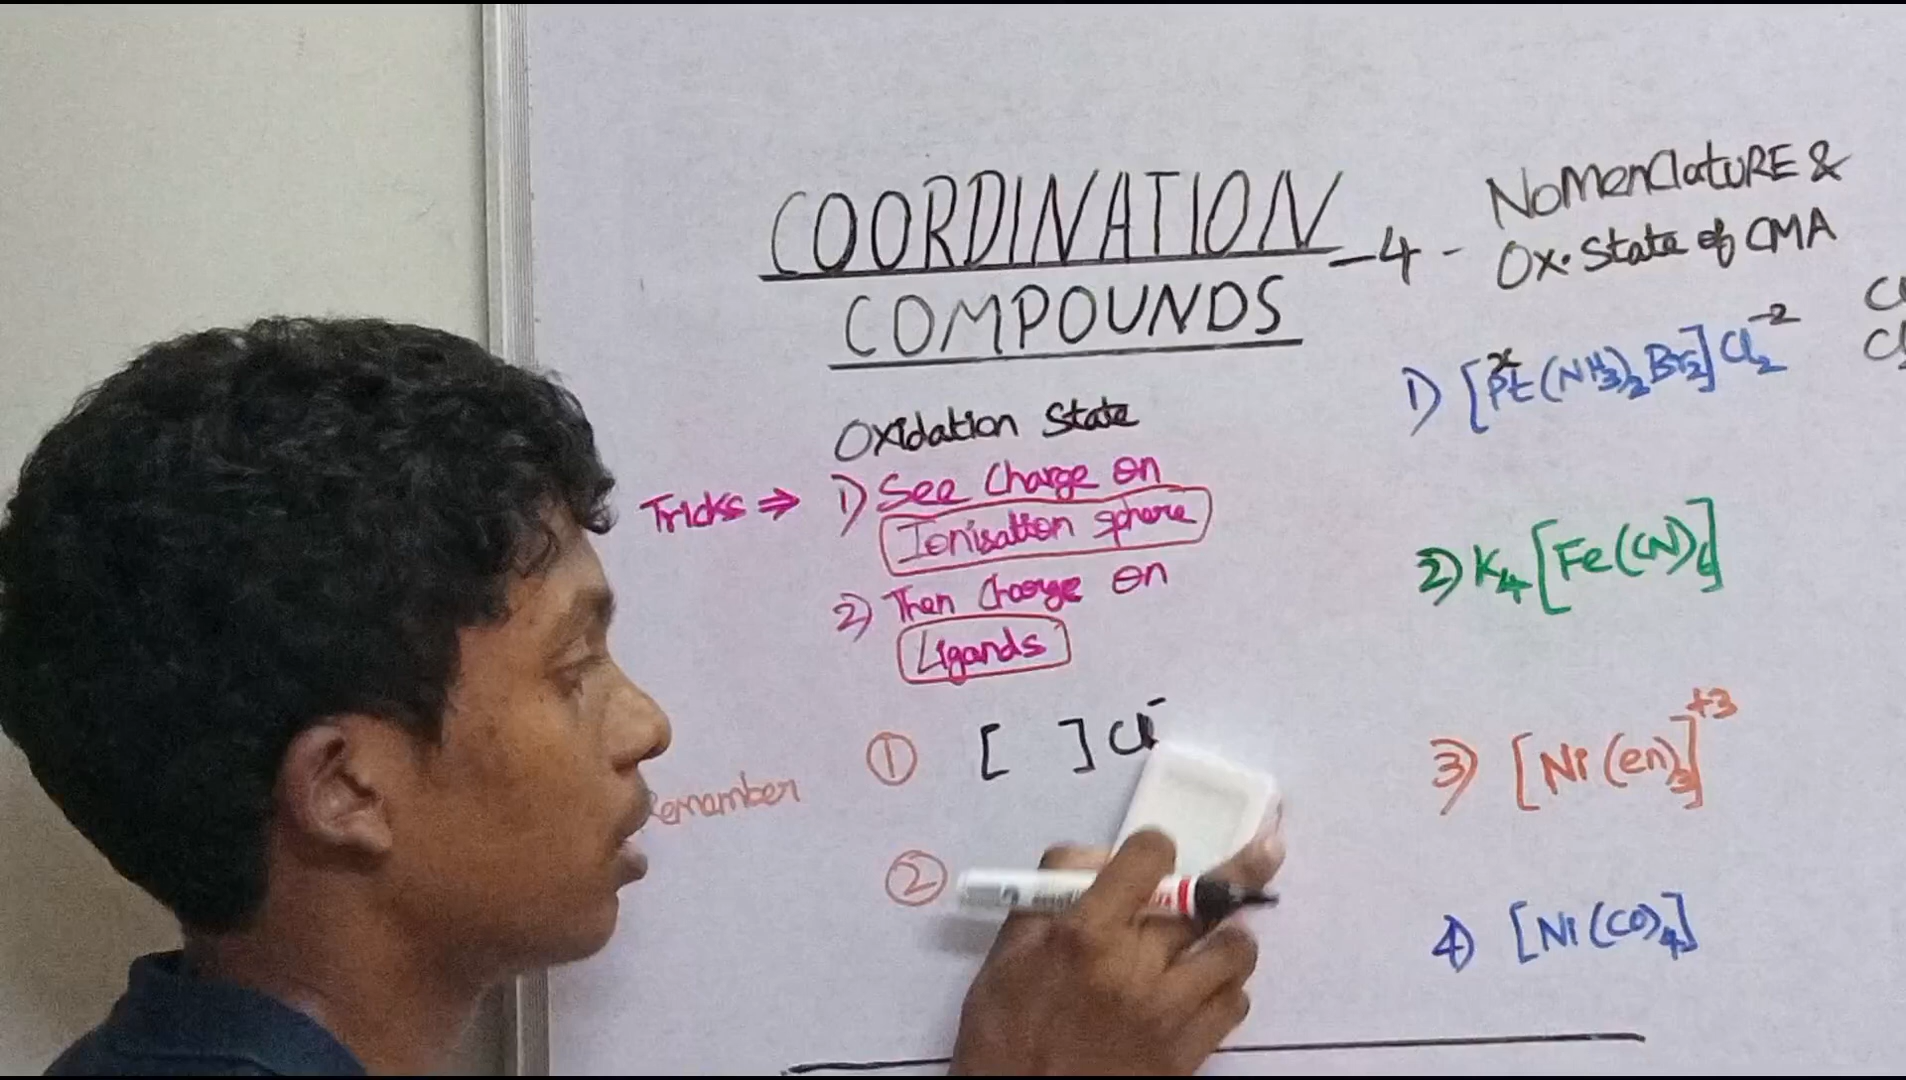 COORDINATION
COMPOUNDS
-4-
NOMENCLATURE &
OX. State of CMA
Oxidation State
Tricks ⇒ 1) See Charge on
Ionisation sphere
2) Then Charge on
Ligands
Remember
① [ ] Cl⁻
②
1) [Pt(NH₃)₂Br₂]Cl₂⁻²
x
2) K₄[Fe(CN)₆]
3) [Ni(en)₃]⁺³
4) [Ni(CO)₄]